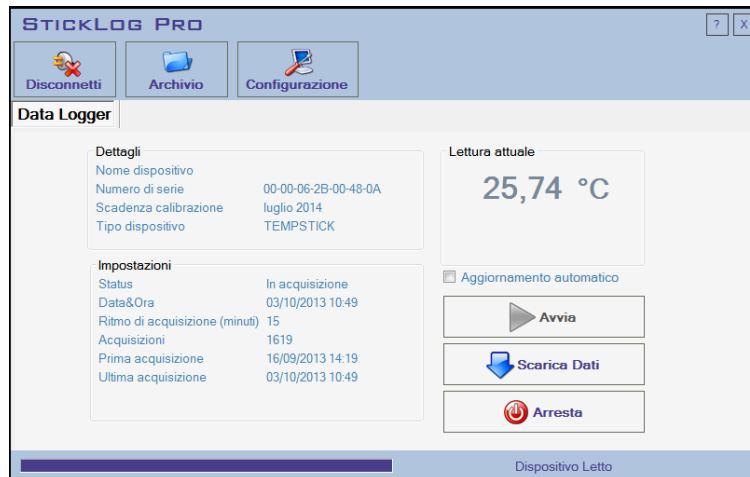 STICKLOG PRO
? X
Disconnetti Archivio Configurazione
Data Logger
Dettagli
Nome dispositivo
Numero di serie 00-00-06-2B-00-48-0A
Scadenza calibrazione luglio 2014
Tipo dispositivo TEMPSTICK
Impostazioni
Status In acquisizione
Data&Ora 03/10/2013 10:49
Ritmo di acquisizione (minuti) 15
Acquisizioni 1619
Prima acquisizione 16/09/2013 14:19
Ultima acquisizione 03/10/2013 10:49
Lettura attuale
25,74 °C
Aggiornamento automatico
Avvia
Scarica Dati
Arresta
Dispositivo Letto